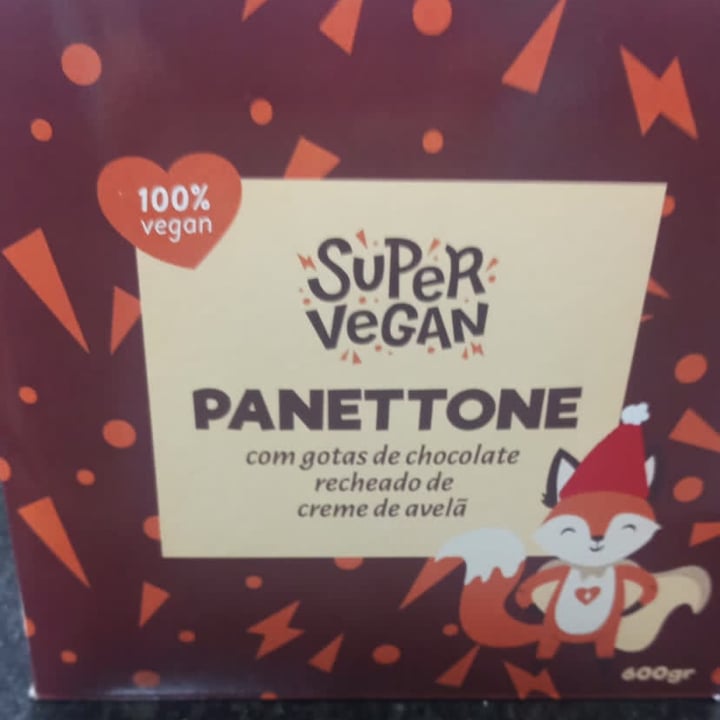 100%
vegan
SUPER
VEGAN
PANETTONE
com gotas de chocolate
recheado de
creme de avelã
600gr